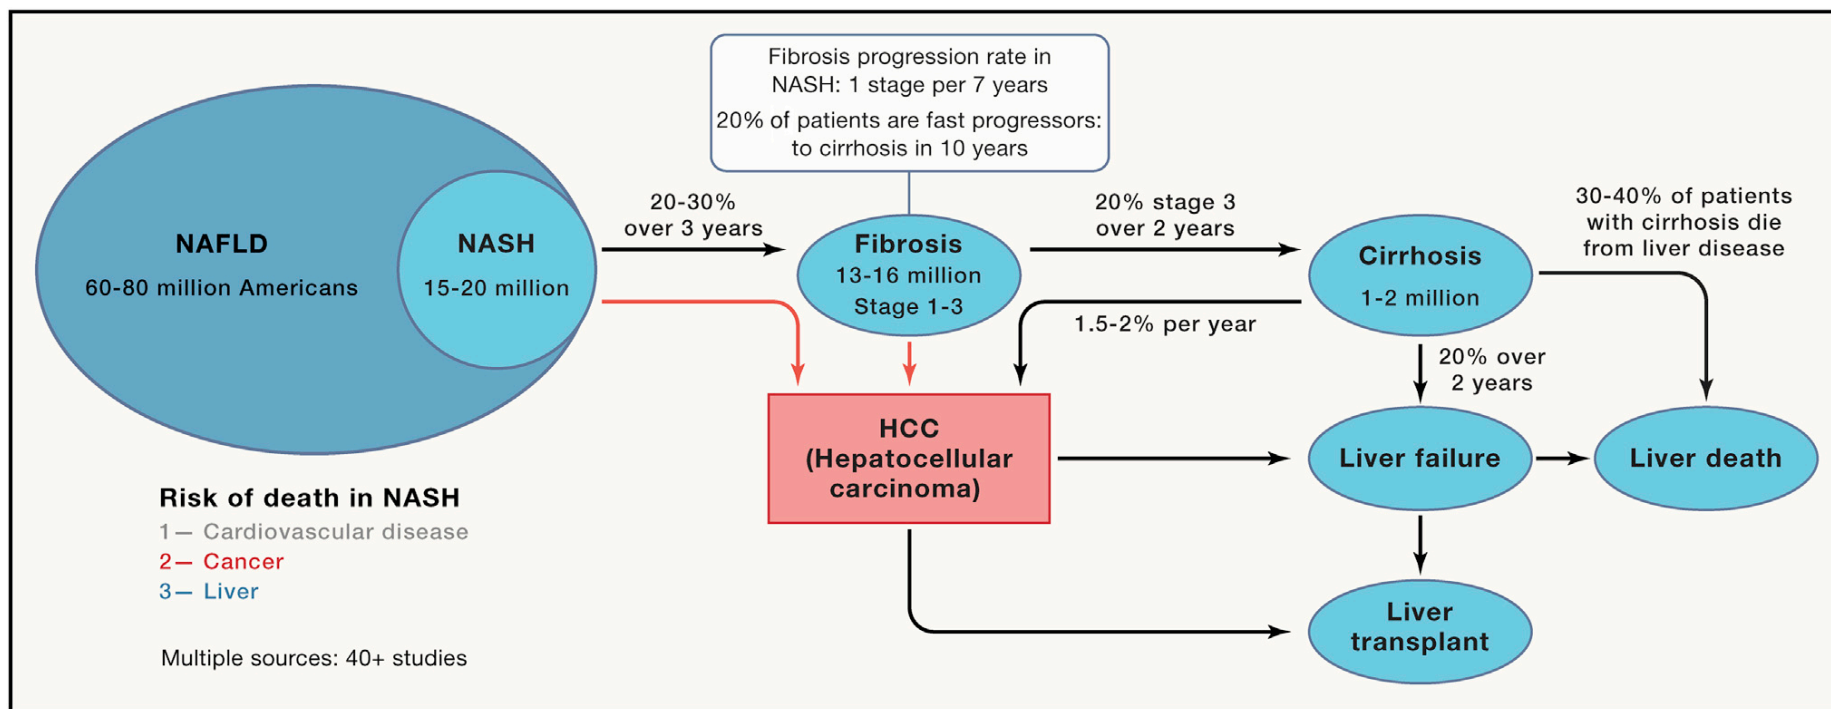 Fibrosis progression rate in
NASH: 1 stage per 7 years
20% of patients are fast progressors:
to cirrhosis in 10 years
NAFLD
60-80 million Americans
NASH
15-20 million
20-30%
over 3 years
Fibrosis
13-16 million
Stage 1-3
20% stage 3
over 2 years
Cirrhosis
1-2 million
30-40% of patients
with cirrhosis die
from liver disease
1.5-2% per year
20% over
2 years
HCC
(Hepatocellular
carcinoma)
Liver failure
Liver death
Liver
transplant
Risk of death in NASH
1— Cardiovascular disease
2— Cancer
3— Liver
Multiple sources: 40+ studies